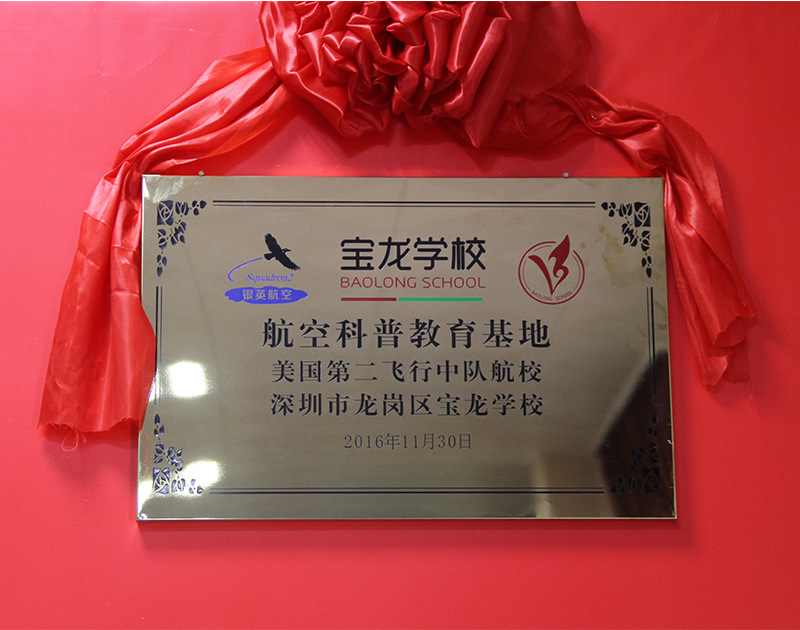 Squadron2
银英航空
宝龙学校
BAOLONG SCHOOL
BAOLONG SCHOOL
航空科普教育基地
美国第二飞行中队航校
深圳市龙岗区宝龙学校
2016年11月30日